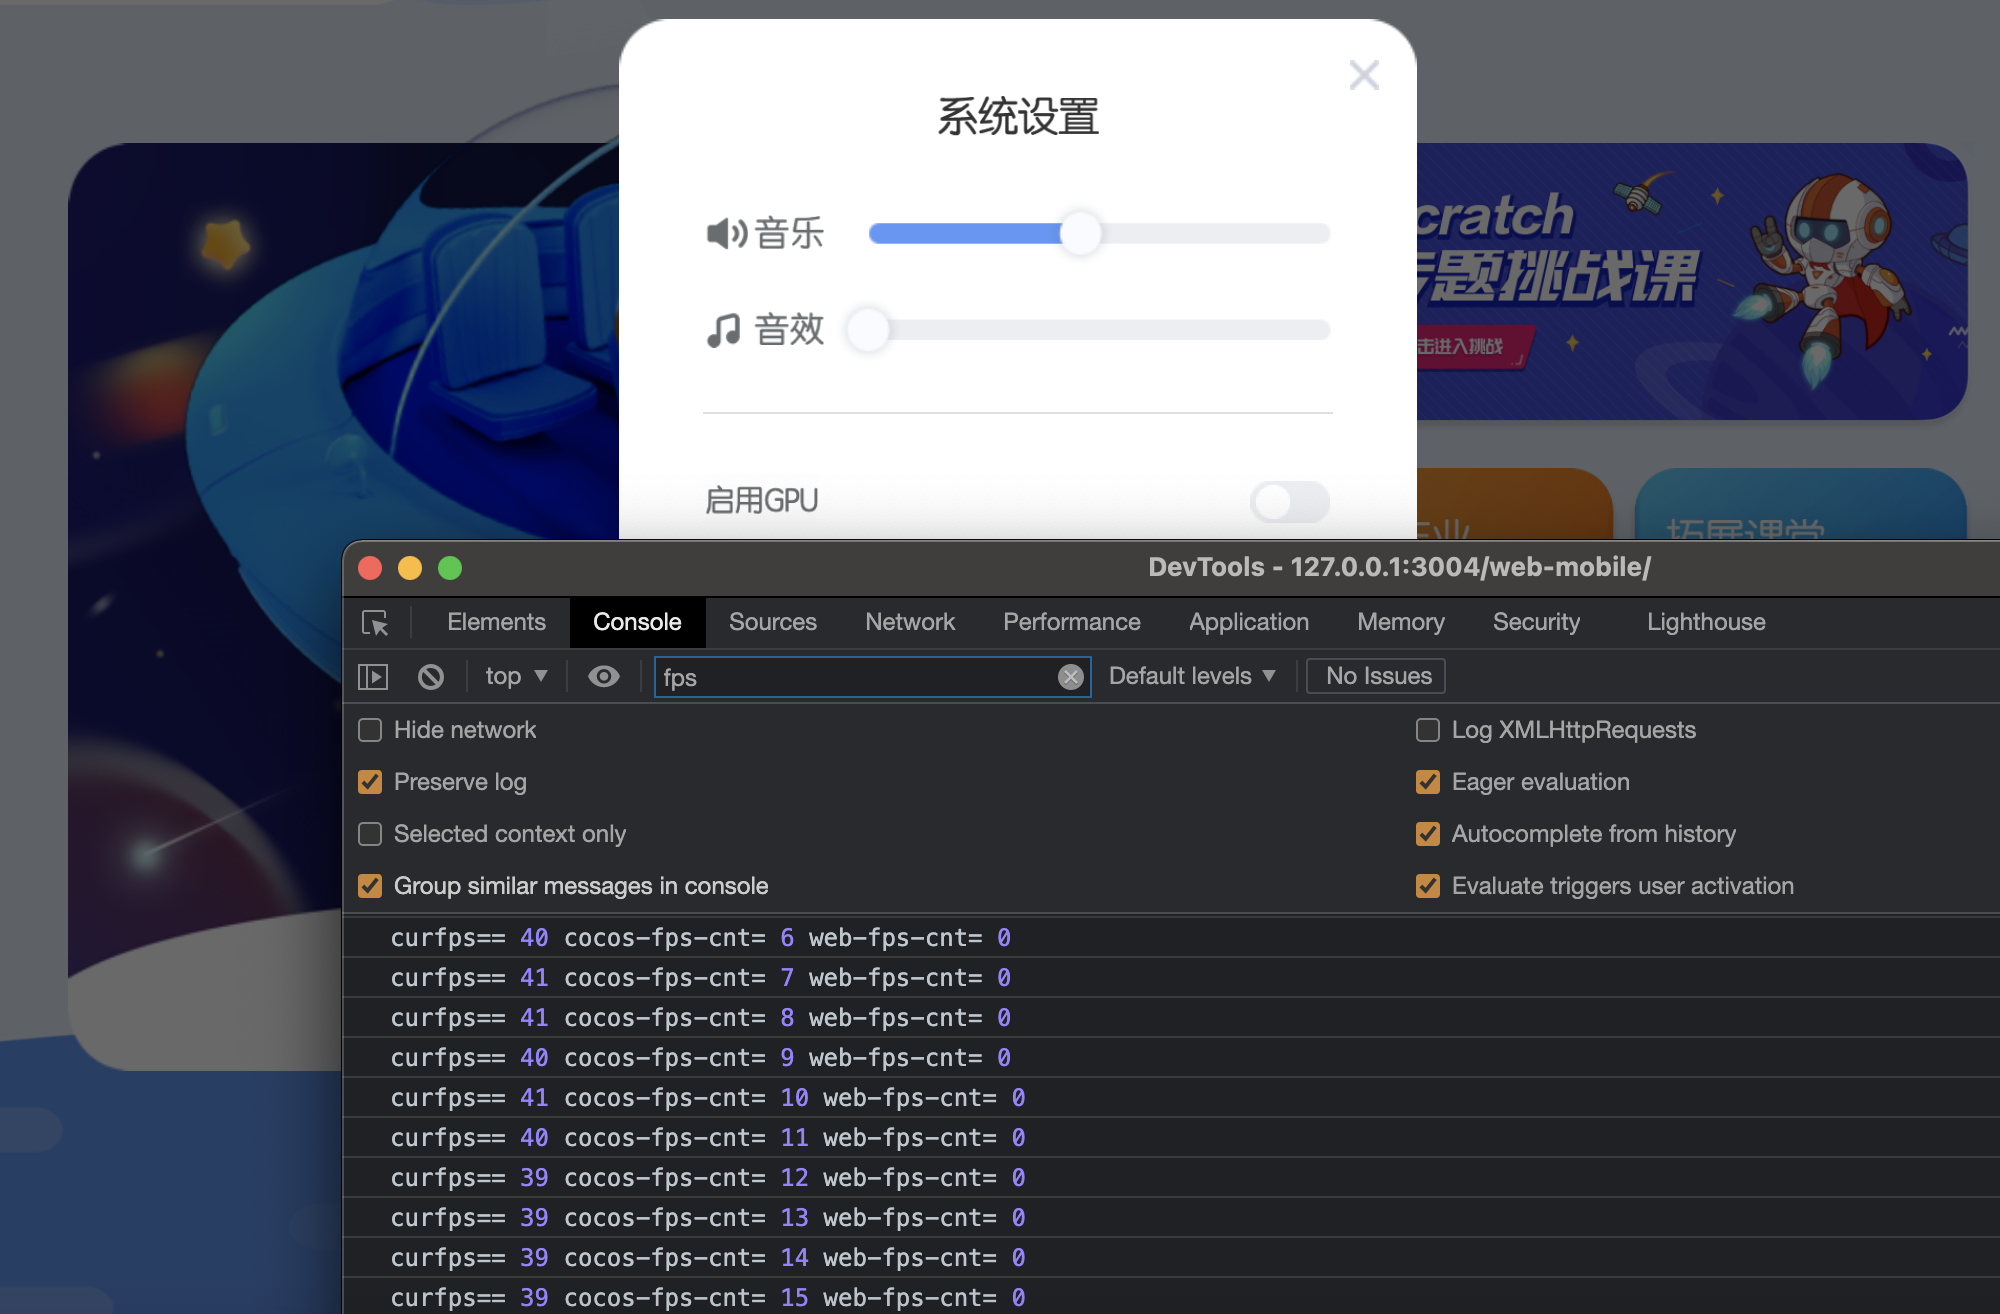 系统设置
音乐
音效
启用GPU
cratch
专题挑战课
击进入挑战
作业
拓展课堂
DevTools - 127.0.0.1:3004/web-mobile/
Elements Console Sources Network Performance Application Memory Security Lighthouse
top fps Default levels No Issues
Hide network Log XMLHttpRequests
Preserve log Eager evaluation
Selected context only Autocomplete from history
Group similar messages in console Evaluate triggers user activation
curfps== 40 cocos-fps-cnt= 6 web-fps-cnt= 0
curfps== 41 cocos-fps-cnt= 7 web-fps-cnt= 0
curfps== 41 cocos-fps-cnt= 8 web-fps-cnt= 0
curfps== 40 cocos-fps-cnt= 9 web-fps-cnt= 0
curfps== 41 cocos-fps-cnt= 10 web-fps-cnt= 0
curfps== 40 cocos-fps-cnt= 11 web-fps-cnt= 0
curfps== 39 cocos-fps-cnt= 12 web-fps-cnt= 0
curfps== 39 cocos-fps-cnt= 13 web-fps-cnt= 0
curfps== 39 cocos-fps-cnt= 14 web-fps-cnt= 0
curfps== 39 cocos-fps-cnt= 15 web-fps-cnt= 0